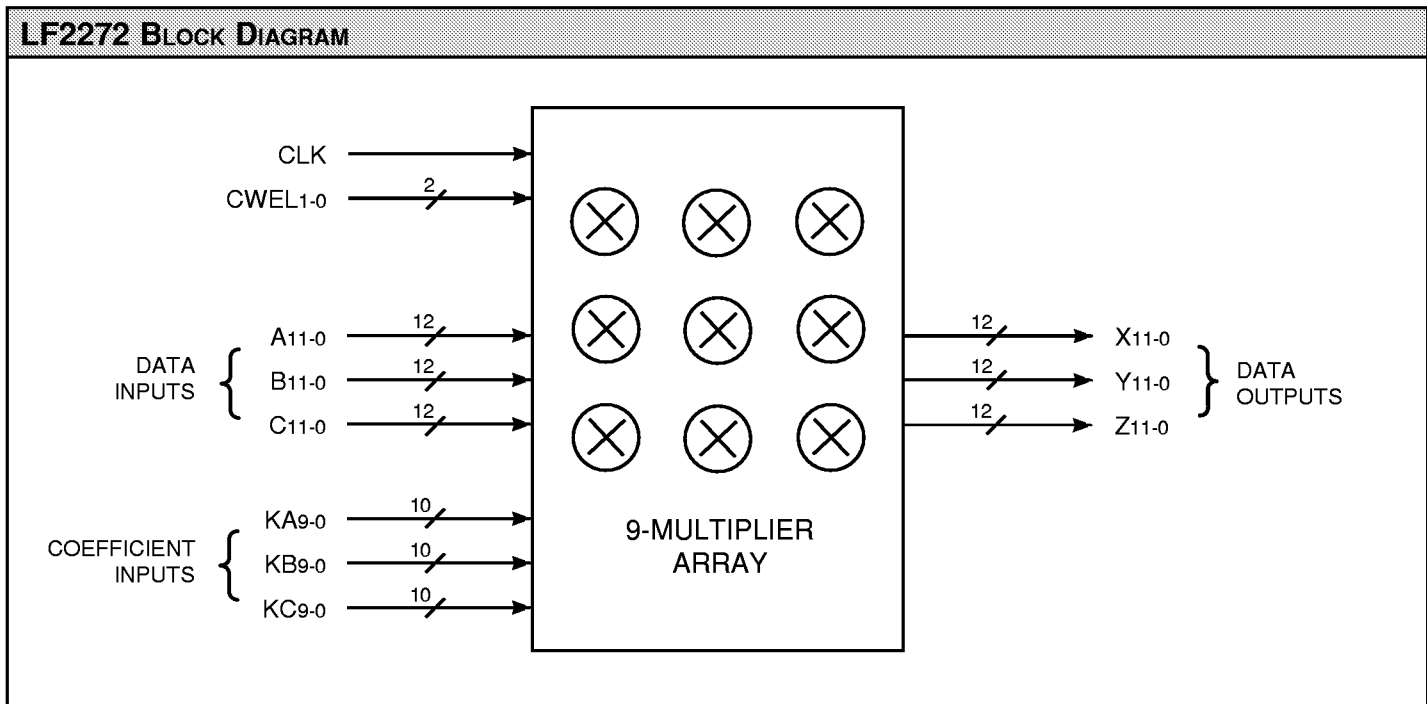 LF2272 BLOCK DIAGRAM
CLK
CWEL1-0
2
A11-0
12
B11-0
12
C11-0
12
DATA
INPUTS
KA9-0
10
KB9-0
10
KC9-0
10
COEFFICIENT
INPUTS
9-MULTIPLIER
ARRAY
12
X11-0
12
Y11-0
12
Z11-0
DATA
OUTPUTS